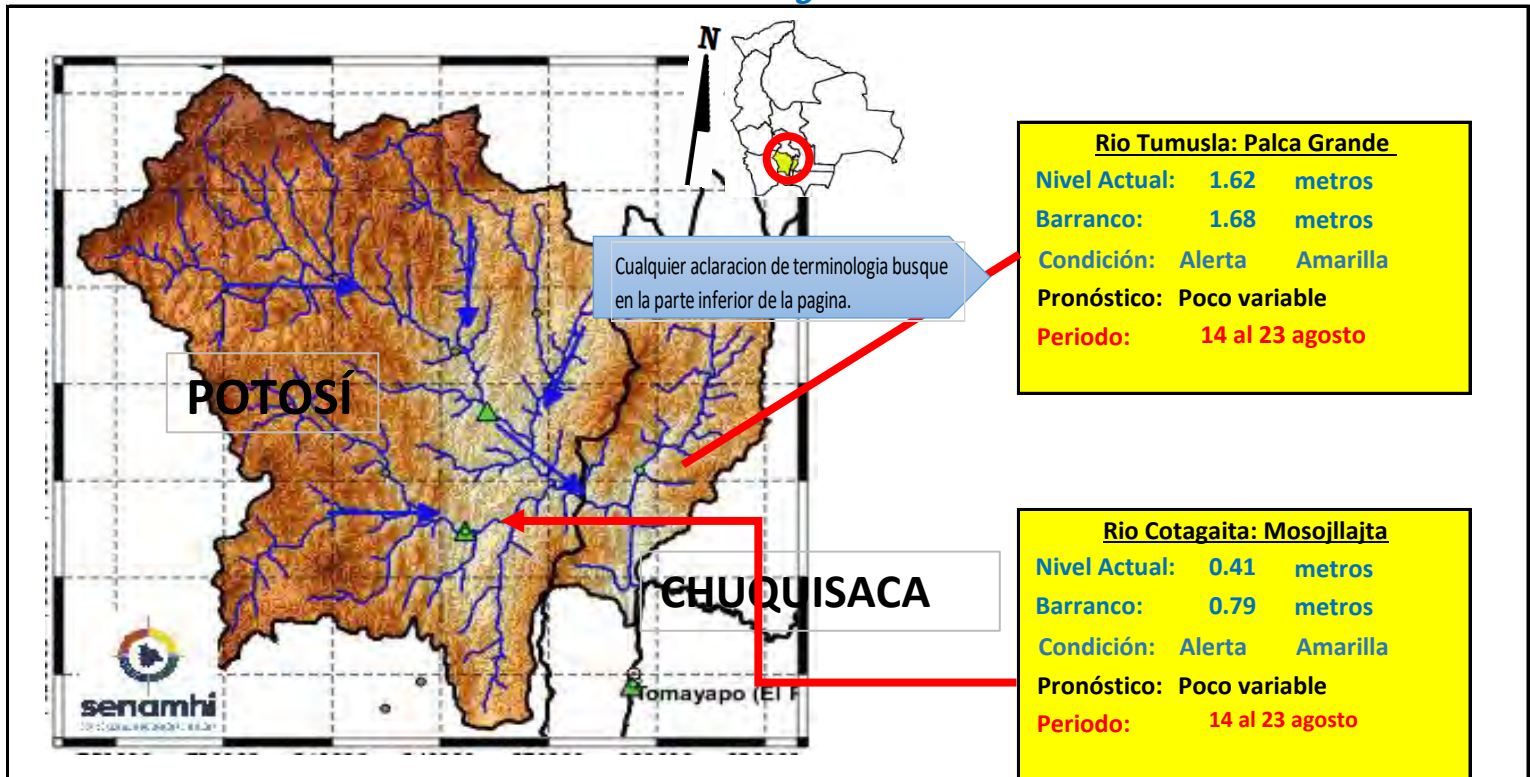 N
Cualquier aclaracion de terminologia busque
en la parte inferior de la pagina.
POTOSÍ
CHUQUISACA
senamhi
Tomayapo (El
Rio Tumusla: Palca Grande
Nivel Actual: 1.62 metros
Barranco: 1.68 metros
Condición: Alerta Amarilla
Pronóstico: Poco variable
Periodo: 14 al 23 agosto
Rio Cotagaita: Mosojllajta
Nivel Actual: 0.41 metros
Barranco: 0.79 metros
Condición: Alerta Amarilla
Pronóstico: Poco variable
Periodo: 14 al 23 agosto